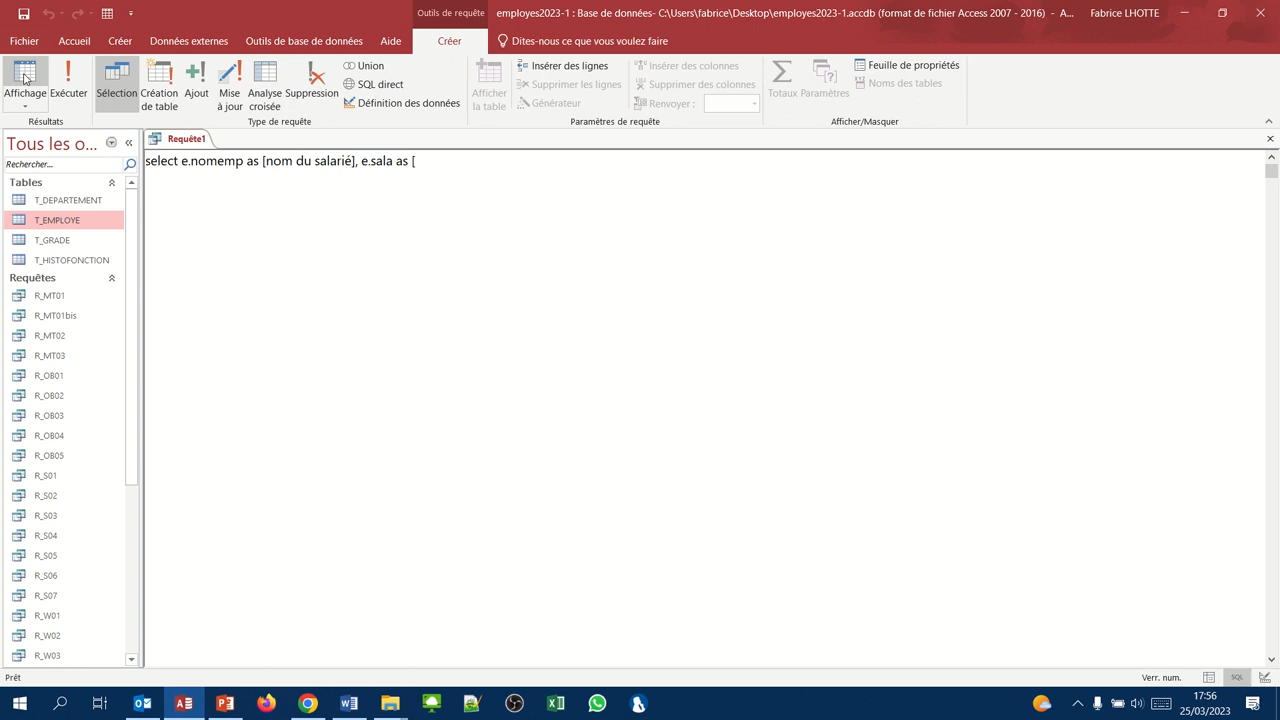 Outils de requête
employes2023-1 : Base de données- C:\Users\fabrice\Desktop\employes2023-1.accdb (format de fichier Access 2007 - 2016) - A...
Fabrice LHOTTE
Fichier
Accueil
Créer
Données externes
Outils de base de données
Aide
Créer
Dites-nous ce que vous voulez faire
Affichage
Exécuter
Sélection
Création
de table
Ajout
Mise
à jour
Analyse
croisée
Suppression
Union
SQL direct
Définition des données
Afficher
la table
Insérer des lignes
Supprimer les lignes
Générateur
Insérer des colonnes
Supprimer des colonnes
Renvoyer :
Totaux
Paramètres
Feuille de propriétés
Noms des tables
Résultats
Type de requête
Paramètres de requête
Afficher/Masquer
Tous les o...
Rechercher...
Tables
T_DEPARTEMENT
T_EMPLOYE
T_GRADE
T_HISTOFONCTION
Requêtes
R_MT01
R_MT01bis
R_MT02
R_MT03
R_OB01
R_OB02
R_OB03
R_OB04
R_OB05
R_S01
R_S02
R_S03
R_S04
R_S05
R_S06
R_S07
R_W01
R_W02
R_W03
Requête1
select e.nomemp as [nom du salarié], e.sala as [
Prêt
Verr. num.
SQL
17:56
25/03/2023